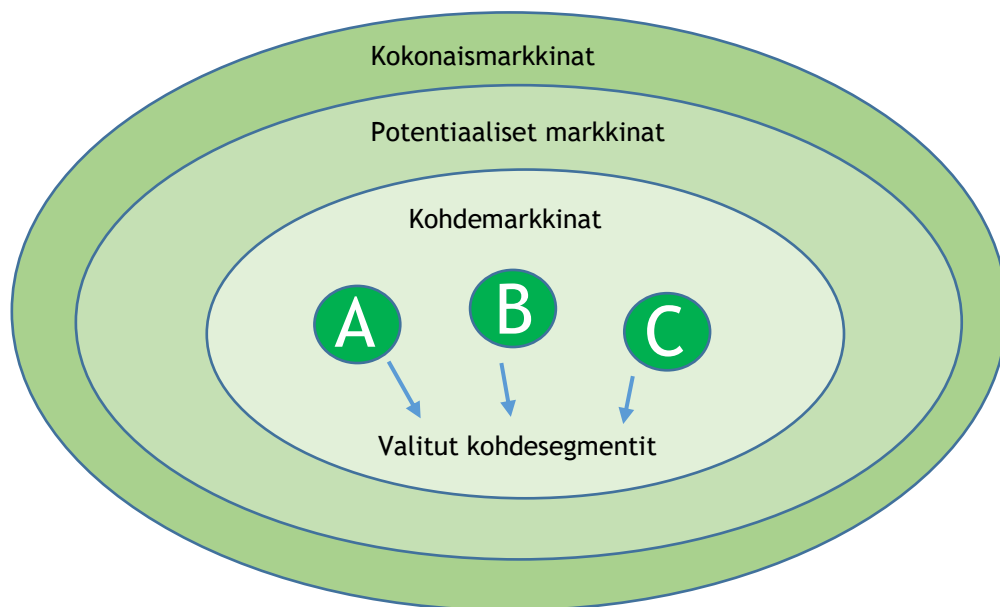 Kokonaismarkkinat
Potentiaaliset markkinat
Kohdemarkkinat
A B C
Valitut kohdesegmentit